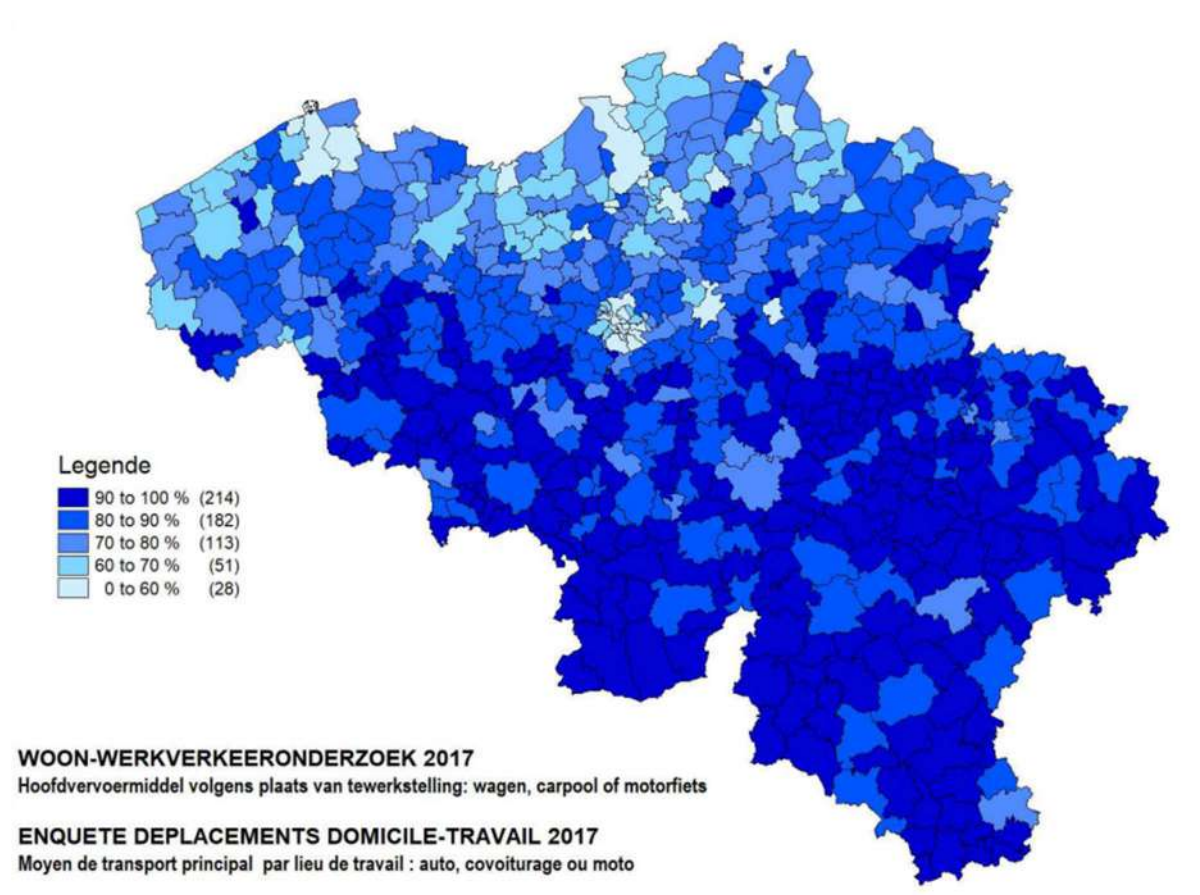 Legende
90 to 100 % (214)
80 to 90 % (182)
70 to 80 % (113)
60 to 70 % (51)
0 to 60 % (28)
WOON-WERKVERKEERONDERZOEK 2017
Hoofdvervoermiddel volgens plaats van tewerkstelling: wagen, carpool of motorfiets
ENQUETE DEPLACEMENTS DOMICILE-TRAVAIL 2017
Moyen de transport principal par lieu de travail : auto, covoiturage ou moto